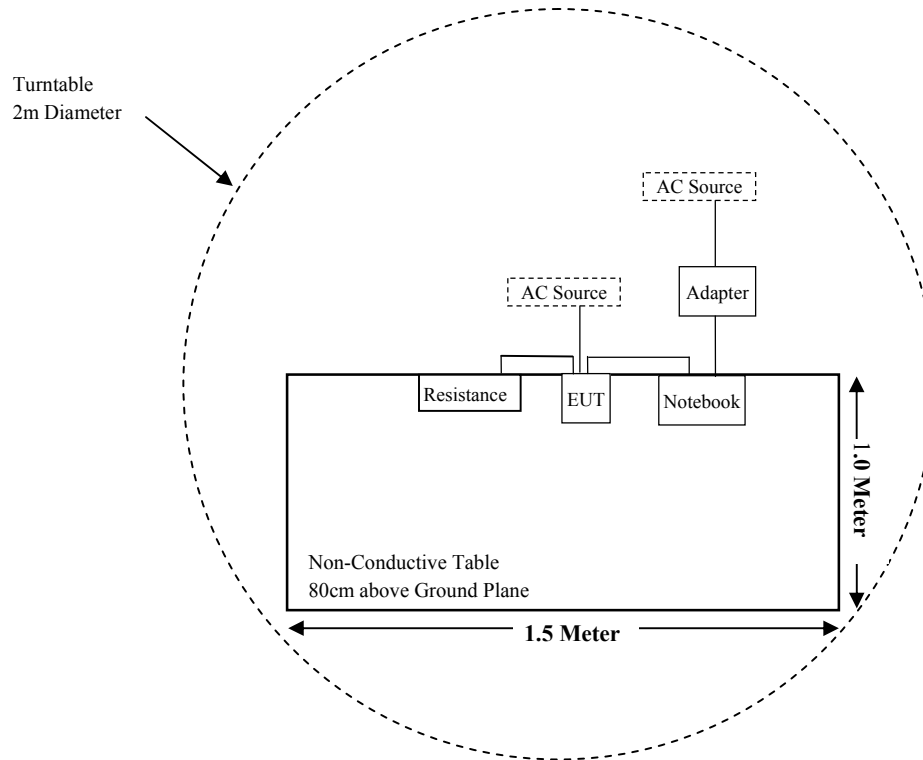 Turntable
2m Diameter
AC Source
AC Source
Adapter
Resistance
EUT
Notebook
1.0 Meter
Non-Conductive Table
80cm above Ground Plane
1.5 Meter